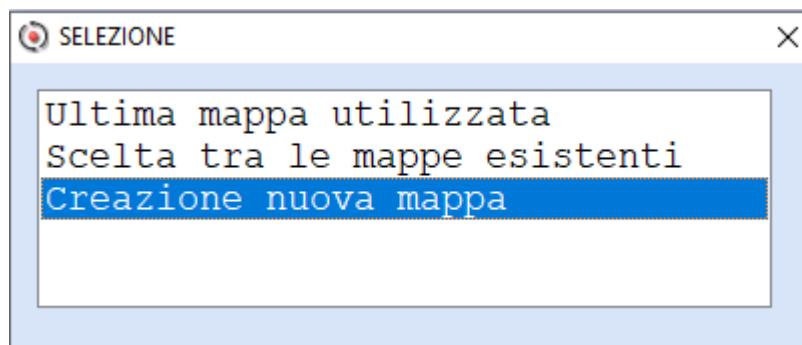 SELEZIONE
Ultima mappa utilizzata
Scelta tra le mappe esistenti
Creazione nuova mappa